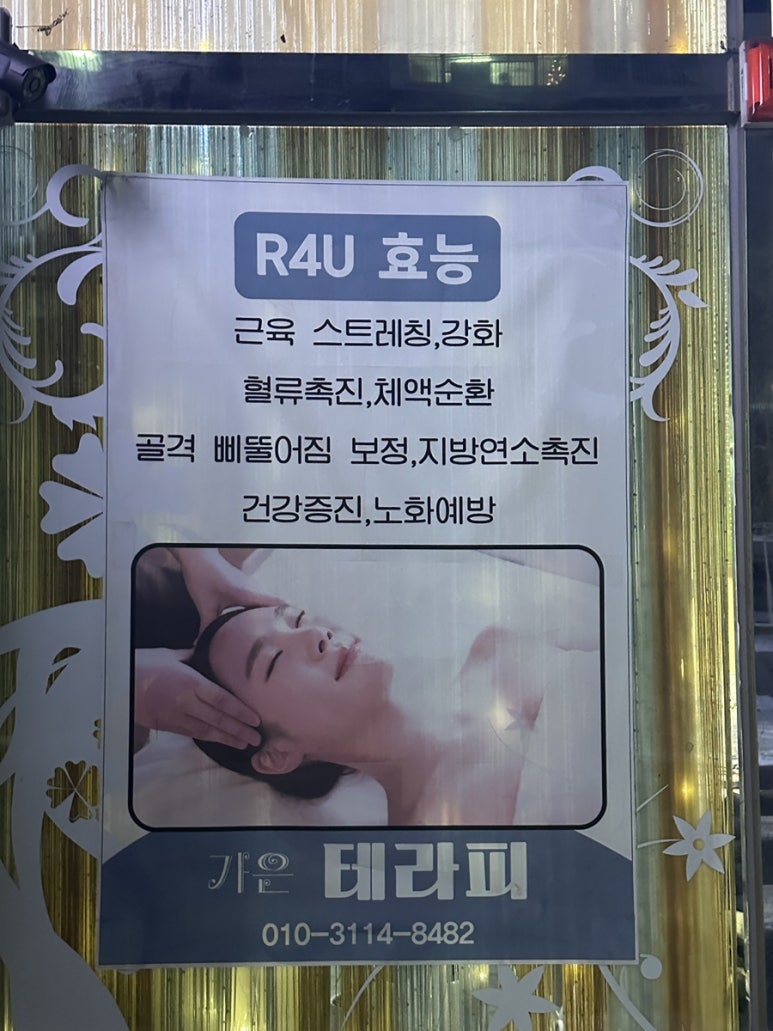 R4U 효능
근육 스트레칭,강화
혈류촉진,체액순환
골격 삐뚤어짐 보정,지방연소촉진
건강증진,노화예방
가은 테라피
010-3114-8482